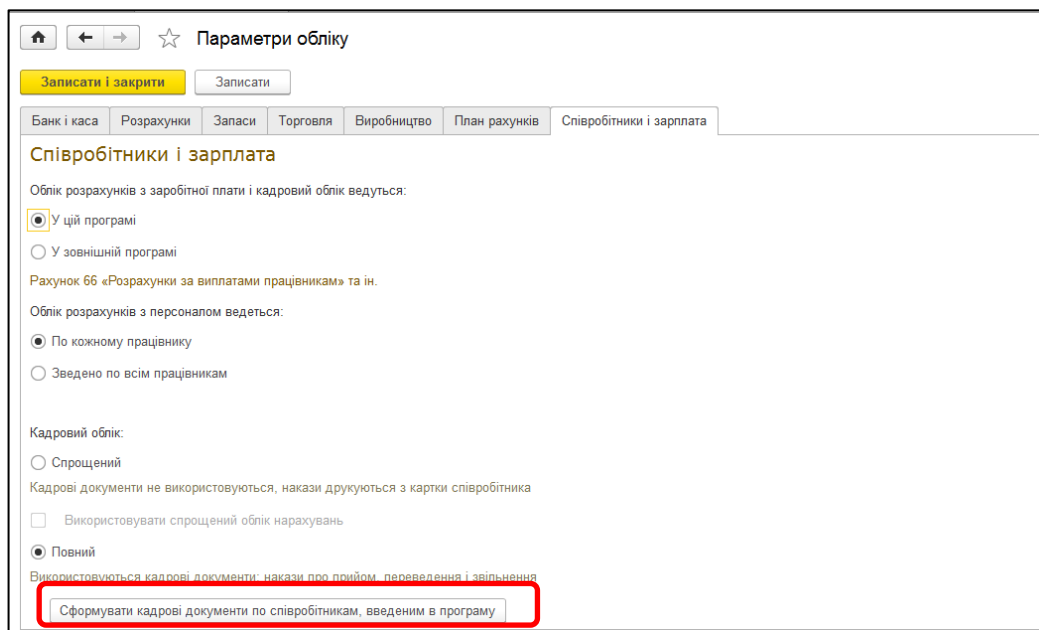 Параметри обліку
Записати і закрити Записати
Банк і каса Розрахунки Запаси Торговля Виробництво План рахунків Співробітники і зарплата
Співробітники і зарплата
Облік розрахунків з заробітної плати і кадровий облік ведуться:
У цій програмі
У зовнішній програмі
Рахунок 66 «Розрахунки за виплатами працівникам» та ін.
Облік розрахунків з персоналом ведеться:
По кожному працівнику
Зведено по всім працівникам
Кадровий облік:
Спрощений
Кадрові документи не використовуються, накази друкуються з картки співробітника
Використовувати спрощений облік нарахувань
Повний
Використовуються кадрові документи: накази про прийом, переведення і звільнення
Сформувати кадрові документи по співробітникам, введеним в програму